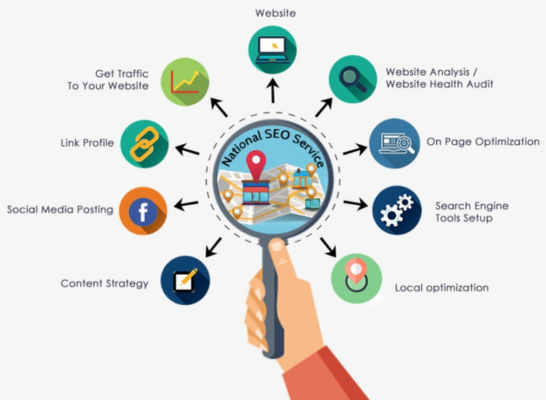 Website
Get Traffic
To Your Website
Website Analysis /
Website Health Audit
Link Profile
National SEO Service
On Page Optimization
Social Media Posting
f
Search Engine
Tools Setup
Content Strategy
Local optimization